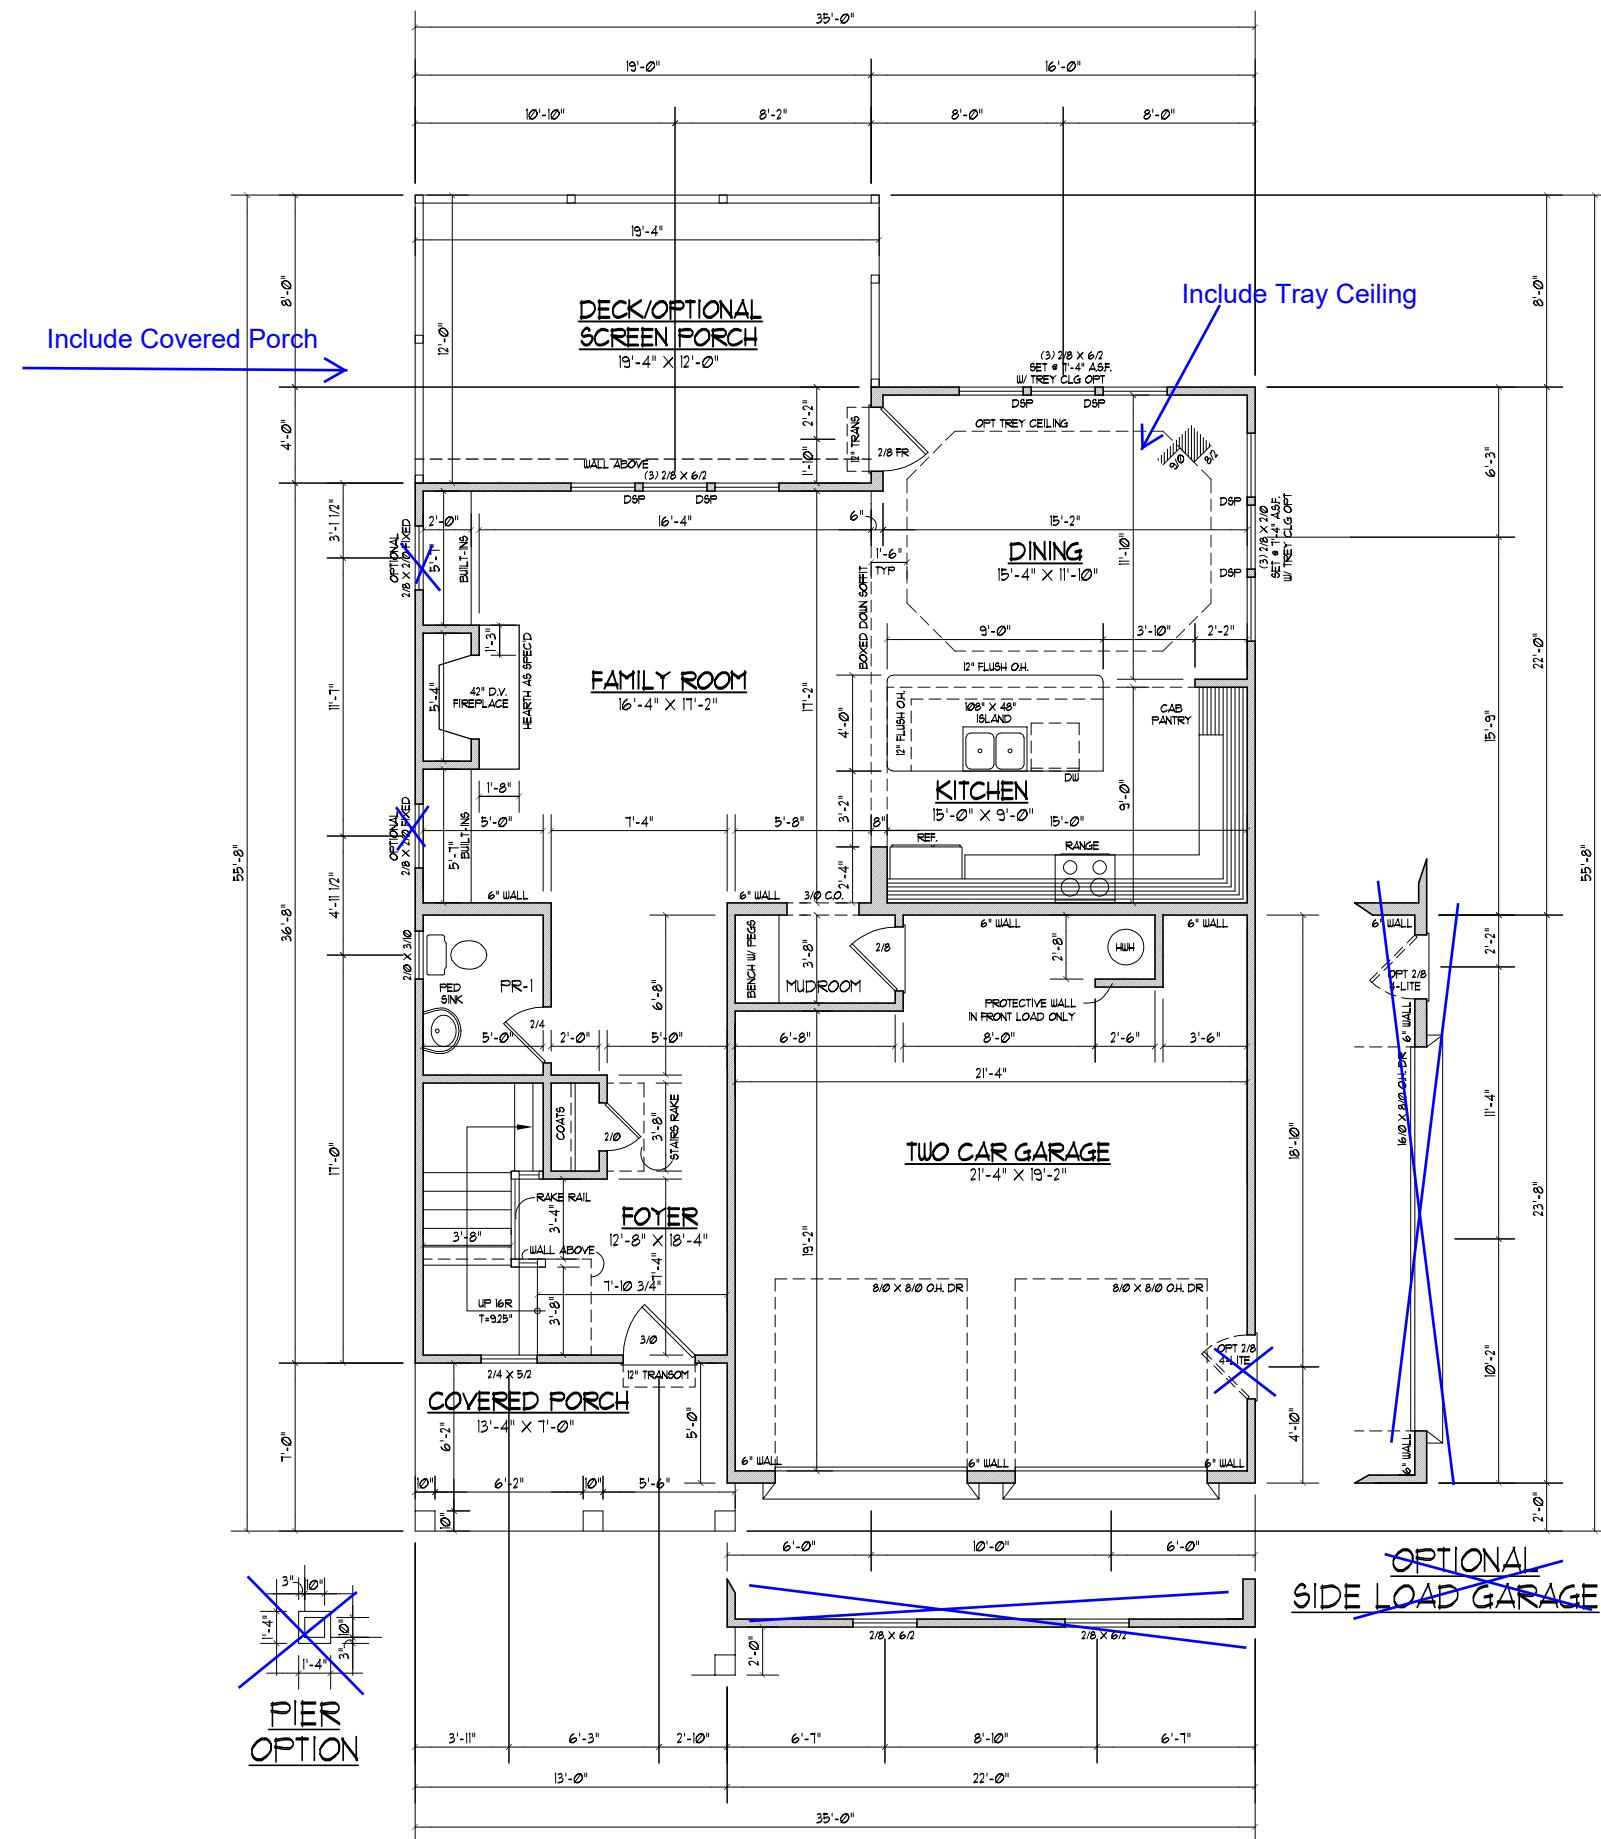 35'-0"
19'-0"
16'-0"
10'-10"
8'-2"
8'-0"
8'-0"
19'-4"
8'-0"
12'-0"
8'-0"
DECK/OPTIONAL
SCREEN PORCH
19'-4" X 12'-0"
Include Covered Porch
Include Tray Ceiling
(3) 2/8 X 6/2
SET @ 7'-4" A.S.F.
W/ TREY CLG OPT
DSP
DSP
4'-0"
2'-2"
1'-10"
12" TRANS
2/8 FR
OPT TREY CEILING
9/0
8/2
6'-3"
WALL ABOVE
(3) 2/8 X 6/2
DSP
DSP
DSP
DSP
(3) 2/8 X 2/0
SET @ 7'-4" A.S.F.
W/ TREY CLG OPT
3'-1 1/2"
OPTIONAL
2/8 X 2/0 FIXED
2'-0"
5'-7"
BUILT-INS
16'-4"
6"
15'-2"
1'-6"
TYP
11'-10"
DINING
15'-4" X 11'-10"
BOXED DOWN SOFFIT
22'-0"
9'-0"
3'-10"
2'-2"
12" FLUSH O.H.
1'-3"
5'-4"
42" D.V.
FIREPLACE
HEARTH AS SPEC'D
FAMILY ROOM
16'-4" X 17'-2"
17'-2"
11'-7"
4'-0"
12" FLUSH O.H.
108" X 48"
ISLAND
DW
CAB
PANTRY
15'-9"
KITCHEN
15'-0" X 9'-0"
9'-0"
1'-8"
OPTIONAL
2/8 X 2/0 FIXED
5'-7"
BUILT-INS
5'-0"
7'-4"
5'-8"
3'-2"
8"
15'-0"
REF.
RANGE
2'-4"
55'-8"
55'-8"
36'-8"
4'-11 1/2"
6" WALL
6" WALL
3/0 C.O.
2/0 X 3/10
PED
SINK
PR-1
2/4
5'-0"
2'-0"
5'-0"
6'-8"
BENCH W/ PEGS
3'-8"
MUDROOM
2/8
6" WALL
6" WALL
2'-8"
HWH
PROTECTIVE WALL
IN FRONT LOAD ONLY
6'-8"
8'-0"
2'-6"
3'-6"
21'-4"
6" WALL
2'-2"
OPT 2/8
4-LITE
6" WALL
16/0 X 8/0 O.H. DR
11'-4"
23'-8"
10'-2"
6" WALL
2'-0"
COATS
2/0
3'-8"
STAIRS RAKE
17'-0"
TWO CAR GARAGE
21'-4" X 19'-2"
18'-10"
19'-2"
RAKE RAIL
3'-4"
FOYER
12'-8" X 18'-4"
3'-8"
WALL ABOVE
7'-4"
7'-10 3/4"
UP 16R
T=9.25"
3'-8"
3/0
8/0 X 8/0 O.H. DR
8/0 X 8/0 O.H. DR
OPT 2/8
4-LITE
2/4 X 5/2
12" TRANSOM
COVERED PORCH
13'-4" X 7'-0"
7'-0"
6'-2"
5'-0"
4'-10"
6" WALL
6" WALL
6" WALL
10"
6'-2"
10"
5'-6"
10"
6'-0"
10'-0"
6'-0"
OPTIONAL
SIDE LOAD GARAGE
3"
10"
1'-4"
10"
3"
1'-4"
PIER
OPTION
2/8 X 6/2
2/8 X 6/2
2'-0"
3'-11"
6'-3"
2'-10"
6'-7"
8'-10"
6'-7"
13'-0"
22'-0"
35'-0"